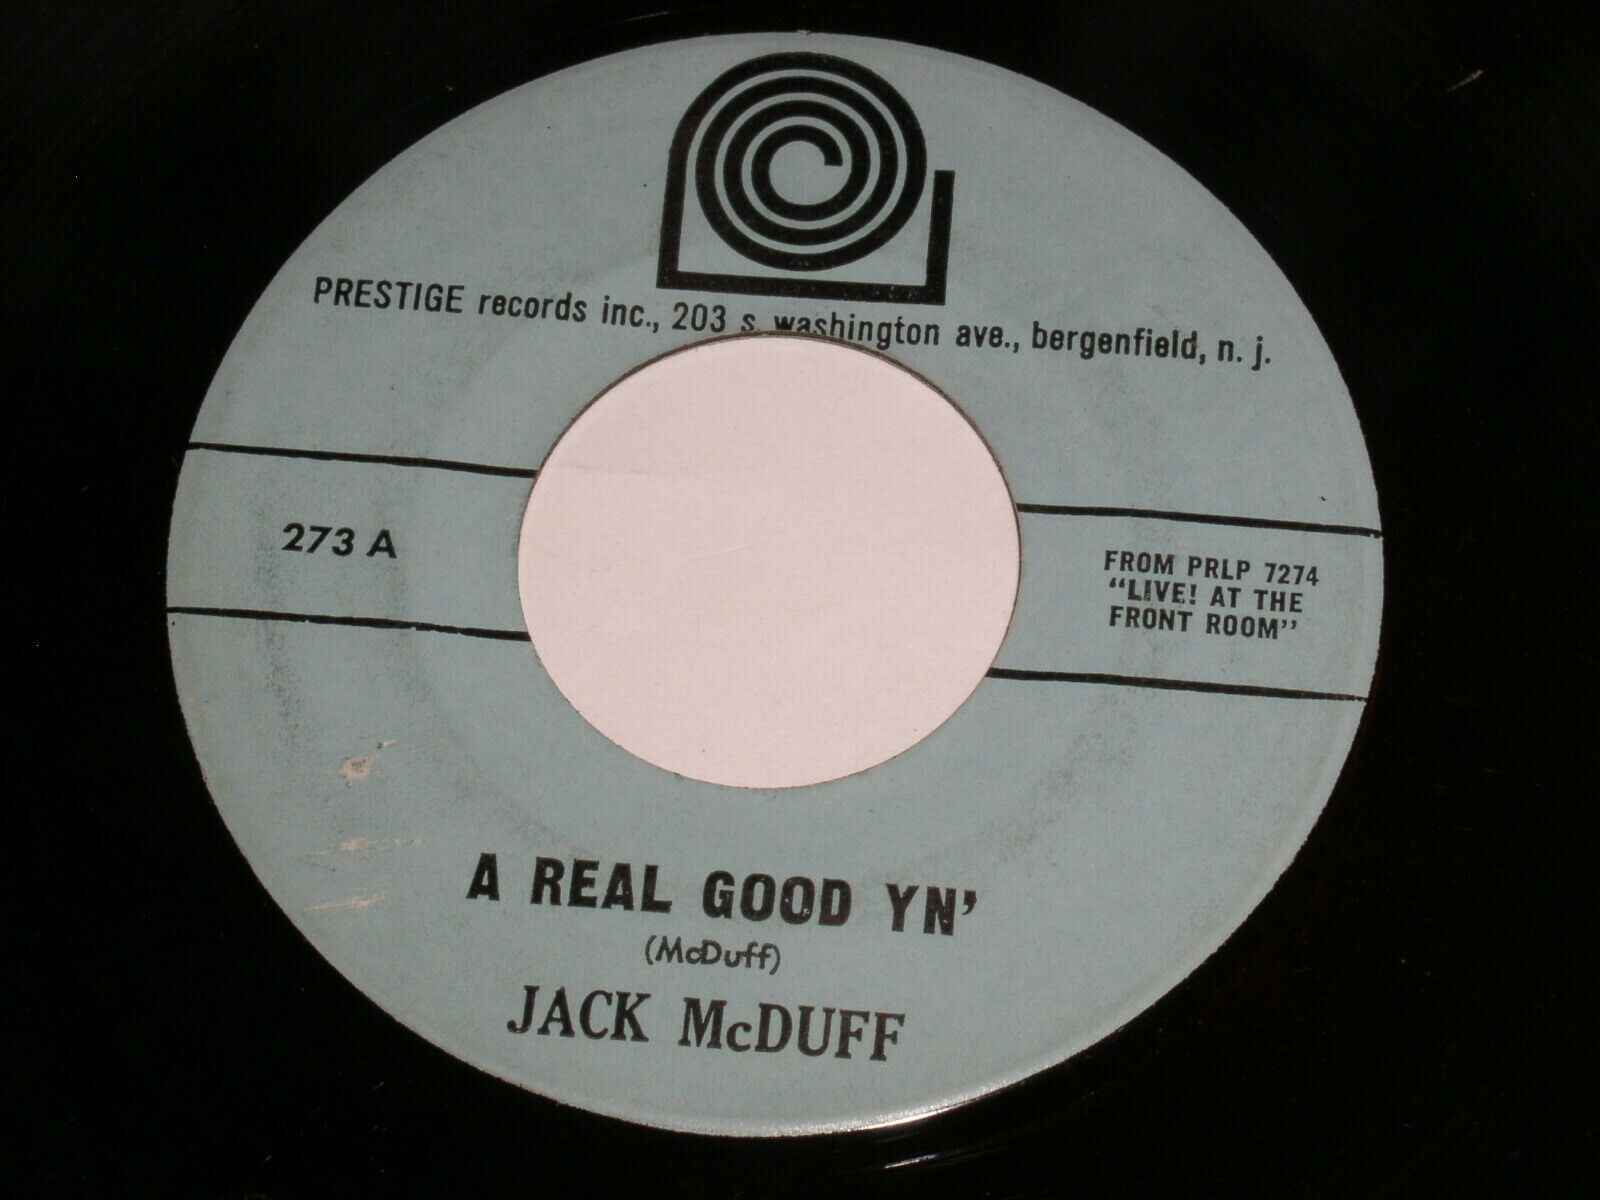 PRESTIGE records inc., 203 s. washington ave., bergenfield, n. j.
273 A
FROM PRLP 7274
“LIVE! AT THE
FRONT ROOM”
A REAL GOOD YN’
(McDuff)
JACK McDUFF